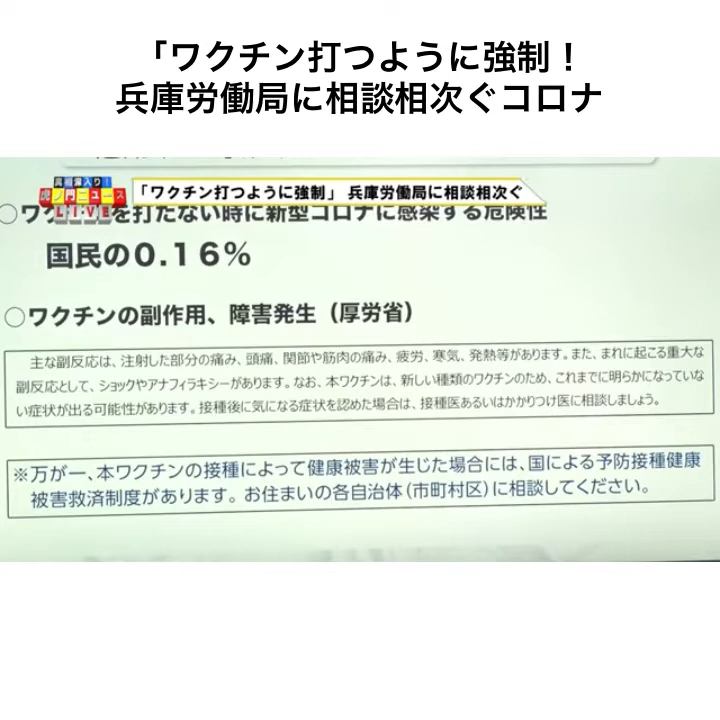 「ワクチン打つように強制！
兵庫労働局に相談相次ぐコロナ
真相深入り！
虎ノ門ニュース
LIVE
「ワクチン打つように強制」 兵庫労働局に相談相次ぐ
○ワク を打たない時に新型コロナに感染する危険性
国民の0.16%
○ワクチンの副作用、障害発生（厚労省）
主な副反応は、注射した部分の痛み、頭痛、関節や筋肉の痛み、疲労、寒気、発熱等があります。また、まれに起こる重大な
副反応として、ショックやアナフィラキシーがあります。なお、本ワクチンは、新しい種類のワクチンのため、これまでに明らかになっていな
い症状が出る可能性があります。接種後に気になる症状を認めた場合は、接種医あるいはかかりつけ医に相談しましょう。
※万が一、本ワクチンの接種によって健康被害が生じた場合には、国による予防接種健康
被害救済制度があります。お住まいの各自治体（市町村区）に相談してください。